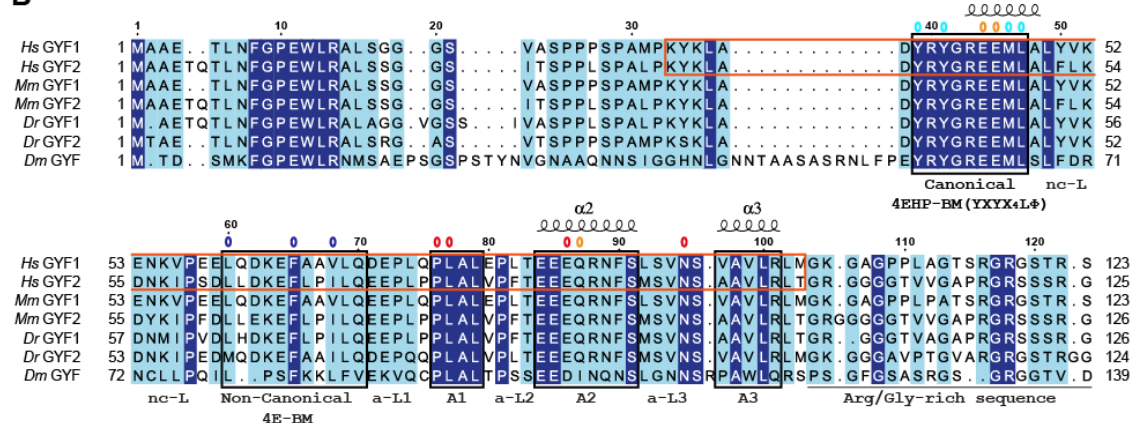 1 10 20 30 40 50
Hs GYF1 1 MAAE..TLNFGPEWLRALSGG..GS....VASPPPSPAMPKYKLA...........DYRYGREEMLALYVK 52
Hs GYF2 1 MAAETQTLNFGPEWLRALSSG..GS....ITSPPLSPALPKYKLA...........DYRYGREEMLALFLK 54
Mm GYF1 1 MAAE..TLNFGPEWLRALSSG..GS....VASPPPSPAMPKYKLA...........DYRYGREEMLALYVK 52
Mm GYF2 1 MAAETQTLNFGPEWLRALSSG..GS....ITSPPLSPALPKYKLA...........DYRYGREEMLALFLK 54
Dr GYF1 1 M.AETQTLNFGPEWLRALAGG.VGSS....IVASPPSPALPKYKLA...........DYRYGREEMLALYVK 56
Dr GYF2 1 MTAE..TLNFGPEWLRALSRG..AS....VTSPPPSPAMPKYKLA...........DYRYGREEMLALYSK 52
Dm GYF 1 M.TD..SMKFGPEWLRNMSAEPSGSPSTYNVGNAAQNNSIGGHNLGNNTAASASRNLFPEYRYGREEMLSLFDR 71
Canonical nc-L
4EHP-BM(YXYX₄LΦ)
α2 α3
60 70 80 90 100 110 120
Hs GYF1 53 ENKVPEELQDKEFAAVLQDEPLQPLALEPLTEEEQRNFSLSVNS.VAVLRLMGK.GAGPPLAGTSRGRGSTR.S 123
Hs GYF2 55 DNKIPSDLLDKEFLPILQEEPLPPLALVPFTEEEQRNFSMSVNS.AAVLRLTGR.GGGGTVVGAPRGRSSSR.G 125
Mm GYF1 53 ENKVPEELQDKEFAAVLQEEPLQPLALEPLTEEEQRNFSLSVNS.VAVLRLMGK.GAGPPLPATSRGRGSTR.S 123
Mm GYF2 55 DYKIPFDLLEKEFLPILQEEPLPPLALVPFTEEEQRNFSMSVNS.AAVLRLTGRGGGGTVVGAPRGRSSSR.G 126
Dr GYF1 57 DNMIPVDLHDKEFLPILQEEPLPPLALVPFTEEEQRNFSMSVNS.AAVLRLTGR.GGGGTVAGAPRGRSSSR.G 126
Dr GYF2 53 DNKIPEDMQDKEFAAILQDEPQQPLALVPLTEEEQRNFSMSVNS.VAVLRLMGK.GGGAVPTGVARGRGSTRGG 124
Dm GYF 72 NCLLPQIL..PSFKKLFVEKVQCPLALTPSSEEDINQNSLGNNSRPAWLQRSPS.GFGSASRGS..GRGGTV.D 139
nc-L Non-Canonical a-L1 A1 a-L2 A2 a-L3 A3 Arg/Gly-rich sequence
4E-BM